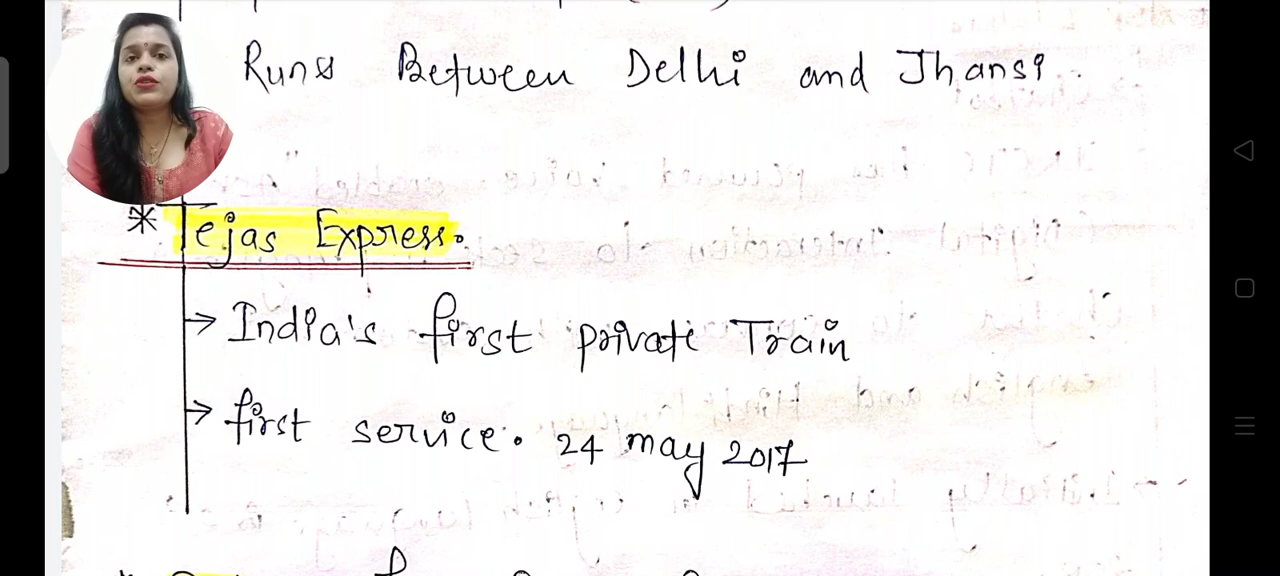 Runs Between Delhi and Jhansi
* Tejas Express.
→ India's first private Train
→ first service. 24 may 2017